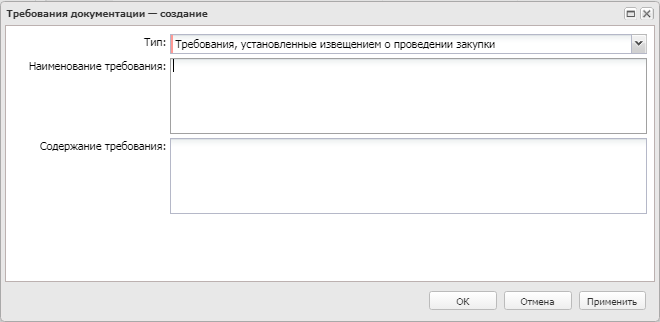 Требования документации — создание
Тип: Требования, установленные извещением о проведении закупки
Наименование требования:
Содержание требования:
ОК Отмена Применить